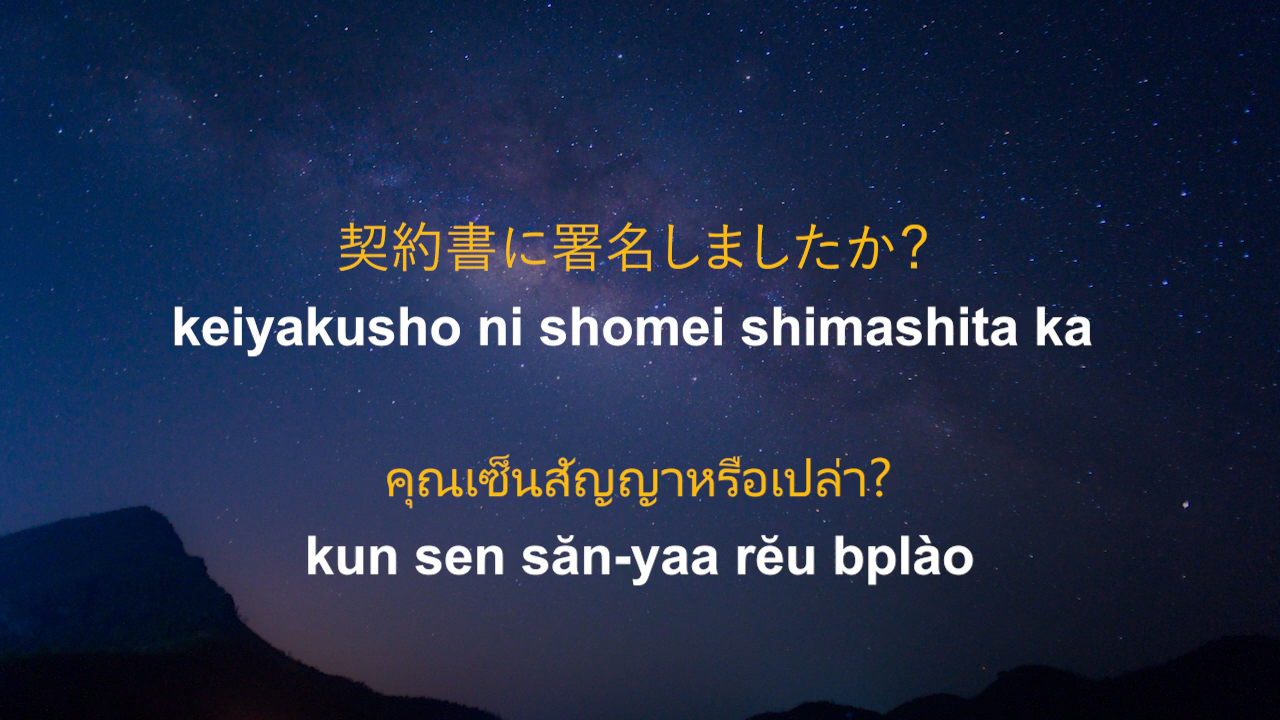 契約書に署名しましたか?
keiyakusho ni shomei shimashita ka
คุณเซ็นสัญญาหรือเปล่า?
kun sen săn-yaa rĕu bplào